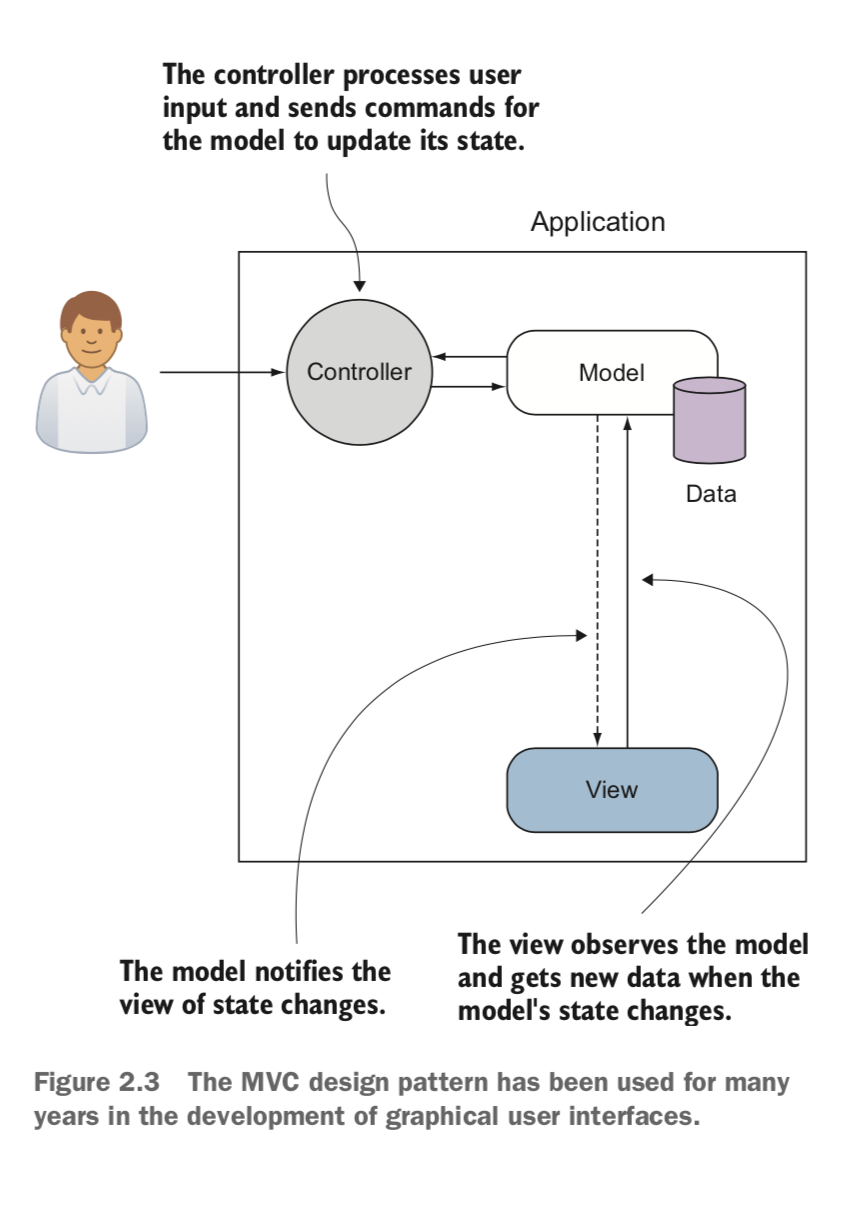 The controller processes user
input and sends commands for
the model to update its state.
Application
Controller
Model
Data
View
The model notifies the
view of state changes.
The view observes the model
and gets new data when the
model's state changes.
Figure 2.3 The MVC design pattern has been used for many
years in the development of graphical user interfaces.